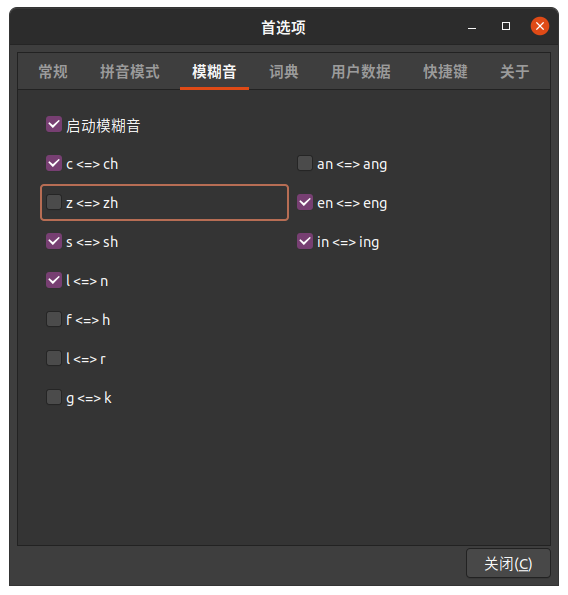 首选项
常规 拼音模式 模糊音 词典 用户数据 快捷键 关于
启动模糊音
c <=> ch an <=> ang
z <=> zh en <=> eng
s <=> sh in <=> ing
l <=> n
f <=> h
l <=> r
g <=> k
关闭(C)